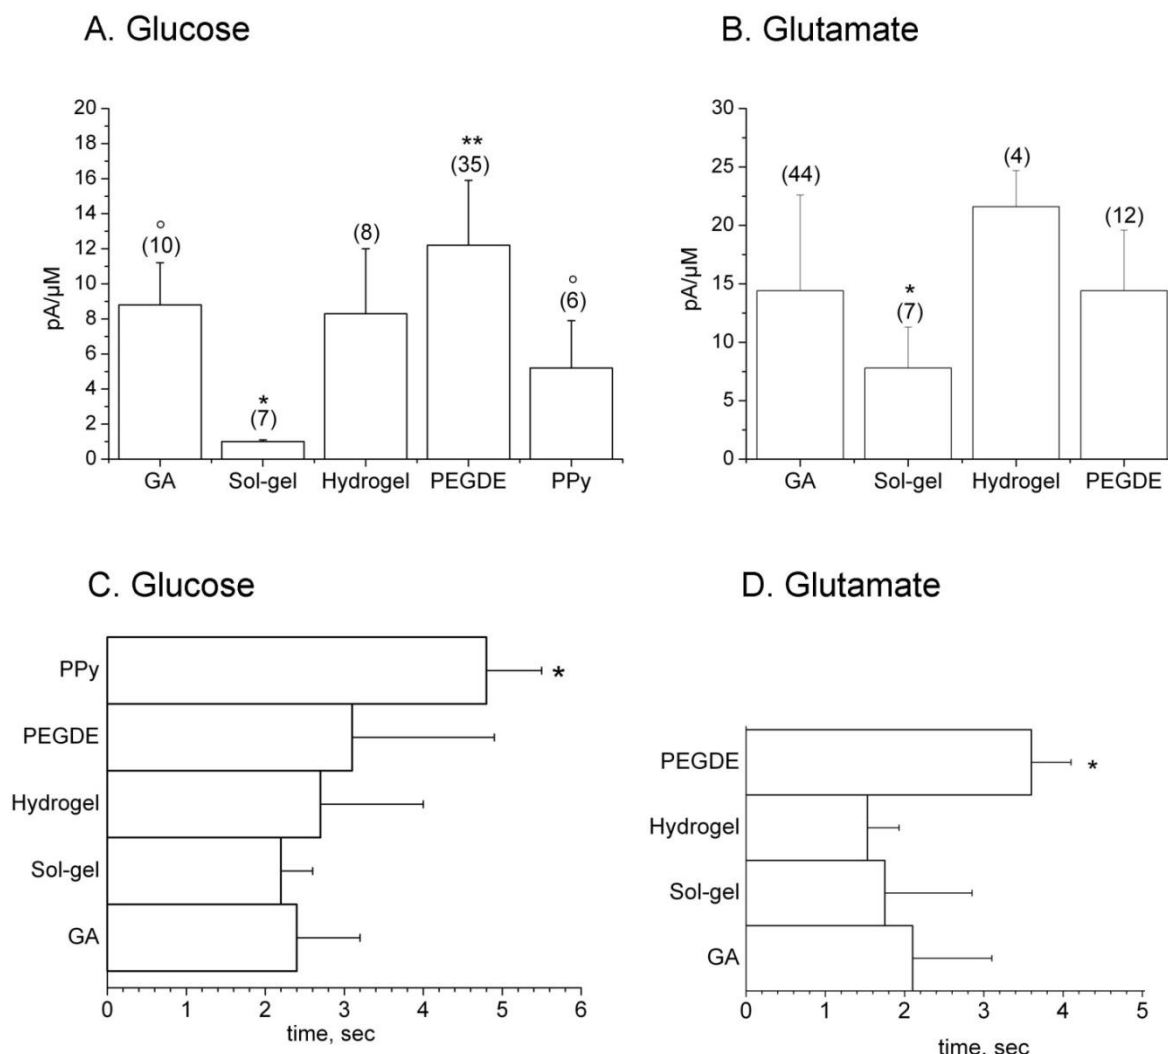 A. Glucose
pA/µM
20
18
16
14
12
10
8
6
4
2
0
°
(10)
*
(7)
(8)
**
(35)
°
(6)
GA Sol-gel Hydrogel PEGDE PPy
B. Glutamate
pA/µM
30
25
20
15
10
5
0
(44)
*
(7)
(4)
(12)
GA Sol-gel Hydrogel PEGDE
C. Glucose
PPy
*
PEGDE
Hydrogel
Sol-gel
GA
0 1 2 3 4 5 6
time, sec
D. Glutamate
PEGDE
*
Hydrogel
Sol-gel
GA
0 1 2 3 4 5
time, sec